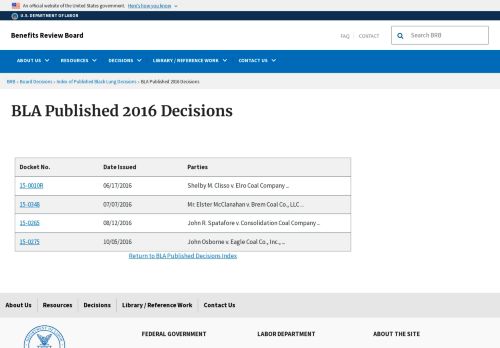 An official website of the United States government. Here's how you know
U.S. DEPARTMENT OF LABOR
Benefits Review Board
FAQ CONTACT
Search BRB
ABOUT US RESOURCES DECISIONS LIBRARY / REFERENCE WORK CONTACT US
BRB » Board Decisions » Index of Published Black Lung Decisions » BLA Published 2016 Decisions
BLA Published 2016 Decisions
Docket No. Date Issued Parties
15-0010R 06/17/2016 Shelby M. Clisso v. Elro Coal Company ..
15-0348 07/07/2016 Mr. Elster McClanahan v. Brem Coal Co., LLC ..
15-0265 08/12/2016 John R. Spatafore v. Consolidation Coal Company ..
15-0275 10/05/2016 John Osborne v. Eagle Coal Co., Inc., ..
Return to BLA Published Decisions Index
About Us Resources Decisions Library / Reference Work Contact Us
FEDERAL GOVERNMENT LABOR DEPARTMENT ABOUT THE SITE